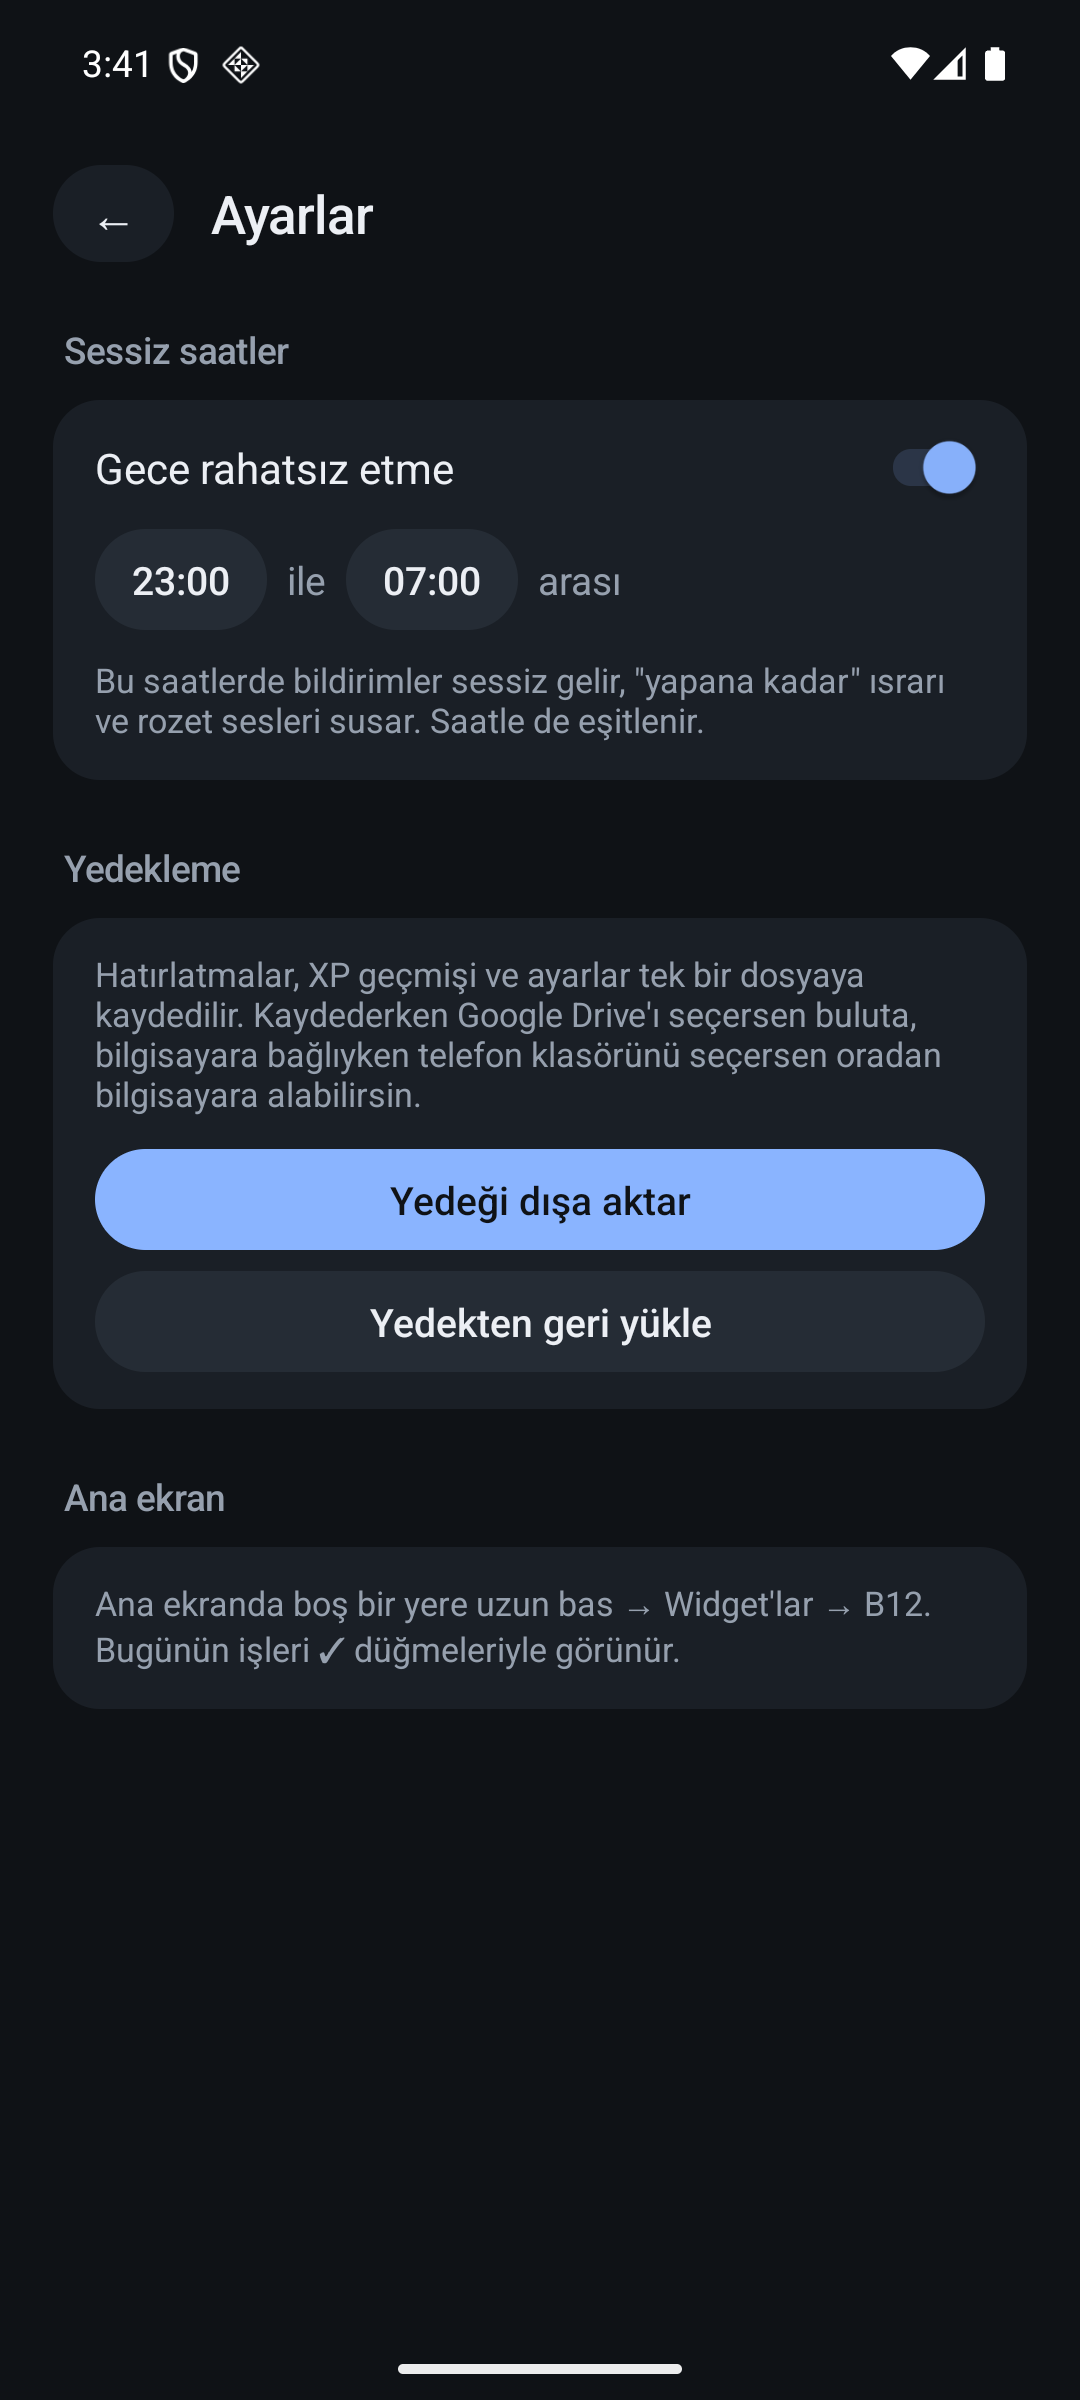 3:41
← Ayarlar
Sessiz saatler
Gece rahatsız etme
23:00 ile 07:00 arası
Bu saatlerde bildirimler sessiz gelir, "yapana kadar" ısrarı
ve rozet sesleri susar. Saatle de eşitlenir.
Yedekleme
Hatırlatmalar, XP geçmişi ve ayarlar tek bir dosyaya
kaydedilir. Kaydederken Google Drive'ı seçersen buluta,
bilgisayara bağlıyken telefon klasörünü seçersen oradan
bilgisayara alabilirsin.
Yedeği dışa aktar
Yedekten geri yükle
Ana ekran
Ana ekranda boş bir yere uzun bas → Widget'lar → B12.
Bugünün işleri ✓ düğmeleriyle görünür.